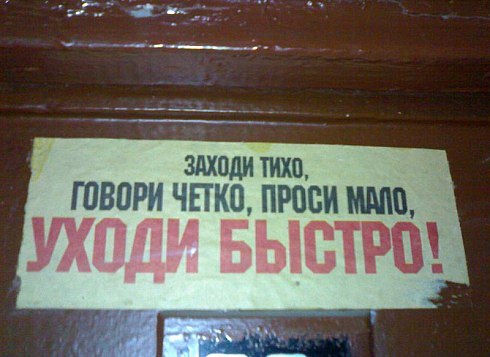 ЗАХОДИ ТИХО,
ГОВОРИ ЧЕТКО, ПРОСИ МАЛО,
УХОДИ БЫСТРО!